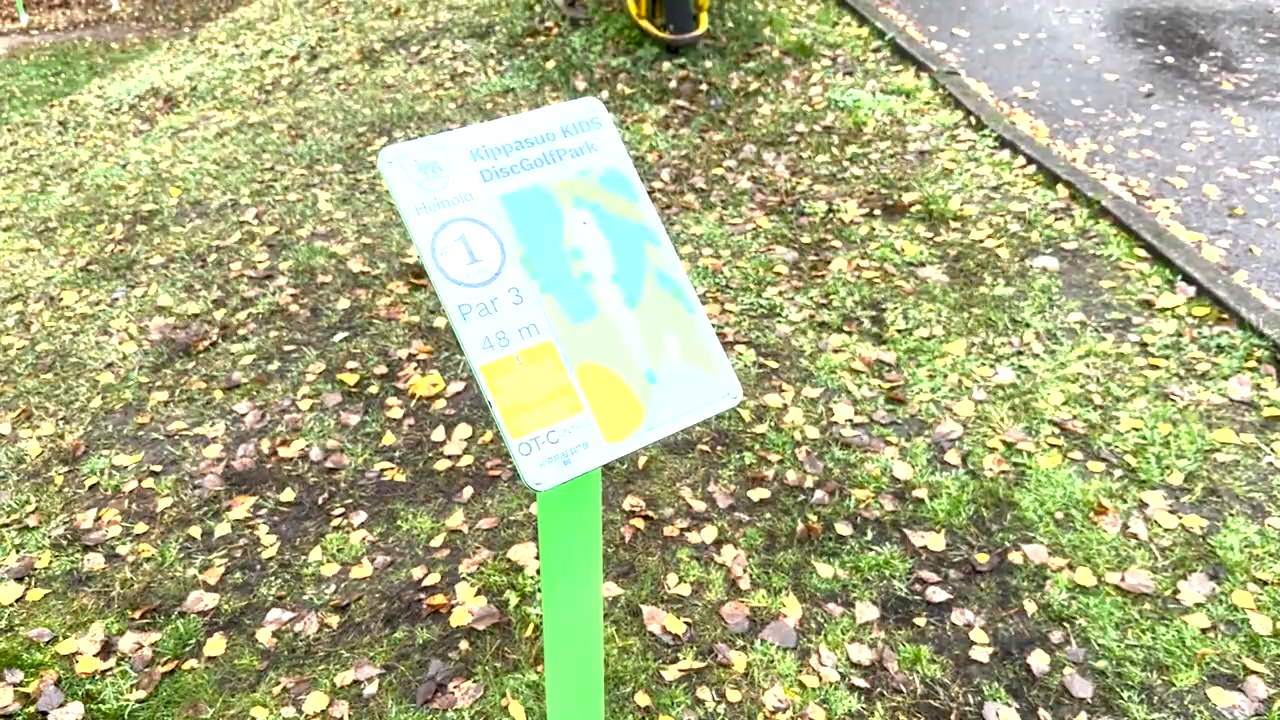 Kippasuo KIDS
DiscGolfPark
Heinola
1
Par 3
48 m
OT-C